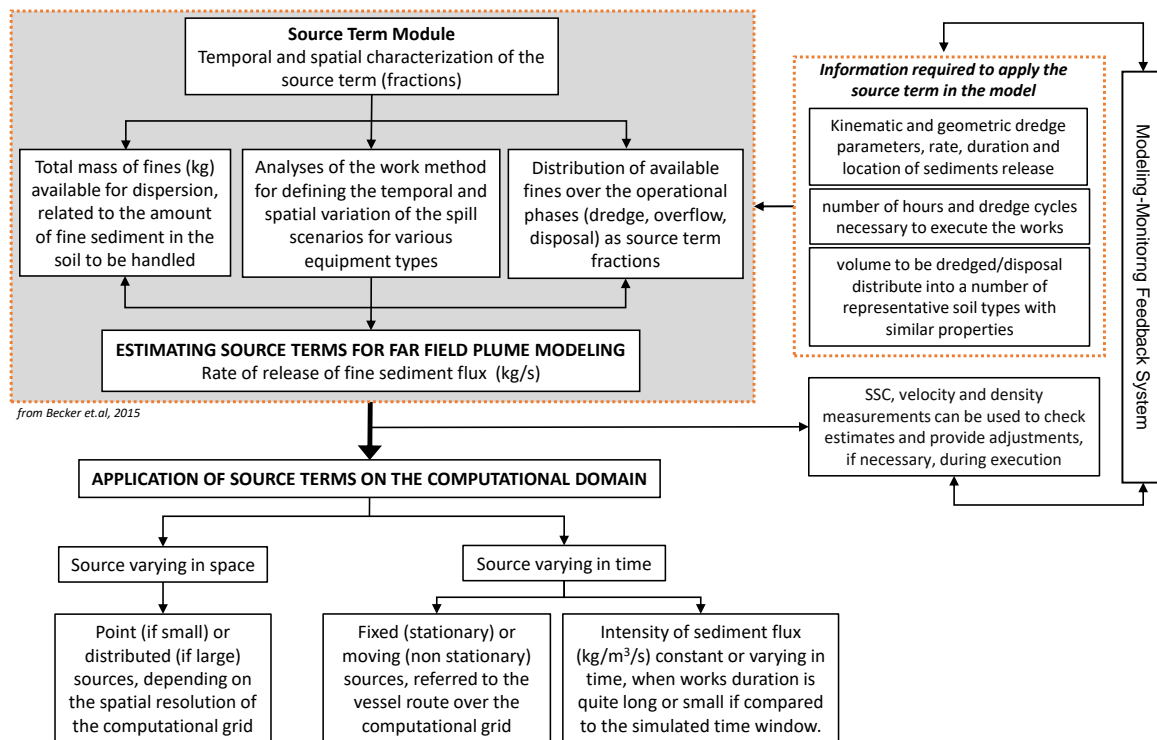 Source Term Module
Temporal and spatial characterization of the
source term (fractions)
Total mass of fines (kg)
available for dispersion,
related to the amount
of fine sediment in the
soil to be handled
Analyses of the work method
for defining the temporal and
spatial variation of the spill
scenarios for various
equipment types
Distribution of available
fines over the operational
phases (dredge, overflow,
disposal) as source term
fractions
ESTIMATING SOURCE TERMS FOR FAR FIELD PLUME MODELING
Rate of release of fine sediment flux (kg/s)
from Becker et.al, 2015
Information required to apply the
source term in the model
Kinematic and geometric dredge
parameters, rate, duration and
location of sediments release
number of hours and dredge cycles
necessary to execute the works
volume to be dredged/disposal
distribute into a number of
representative soil types with
similar properties
SSC, velocity and density
measurements can be used to check
estimates and provide adjustments,
if necessary, during execution
Modeling-Monitorng Feedback System
APPLICATION OF SOURCE TERMS ON THE COMPUTATIONAL DOMAIN
Source varying in space
Source varying in time
Point (if small) or
distributed (if large)
sources, depending on
the spatial resolution of
the computational grid
Fixed (stationary) or
moving (non stationary)
sources, referred to the
vessel route over the
computational grid
Intensity of sediment flux
(kg/m³/s) constant or varying in
time, when works duration is
quite long or small if compared
to the simulated time window.